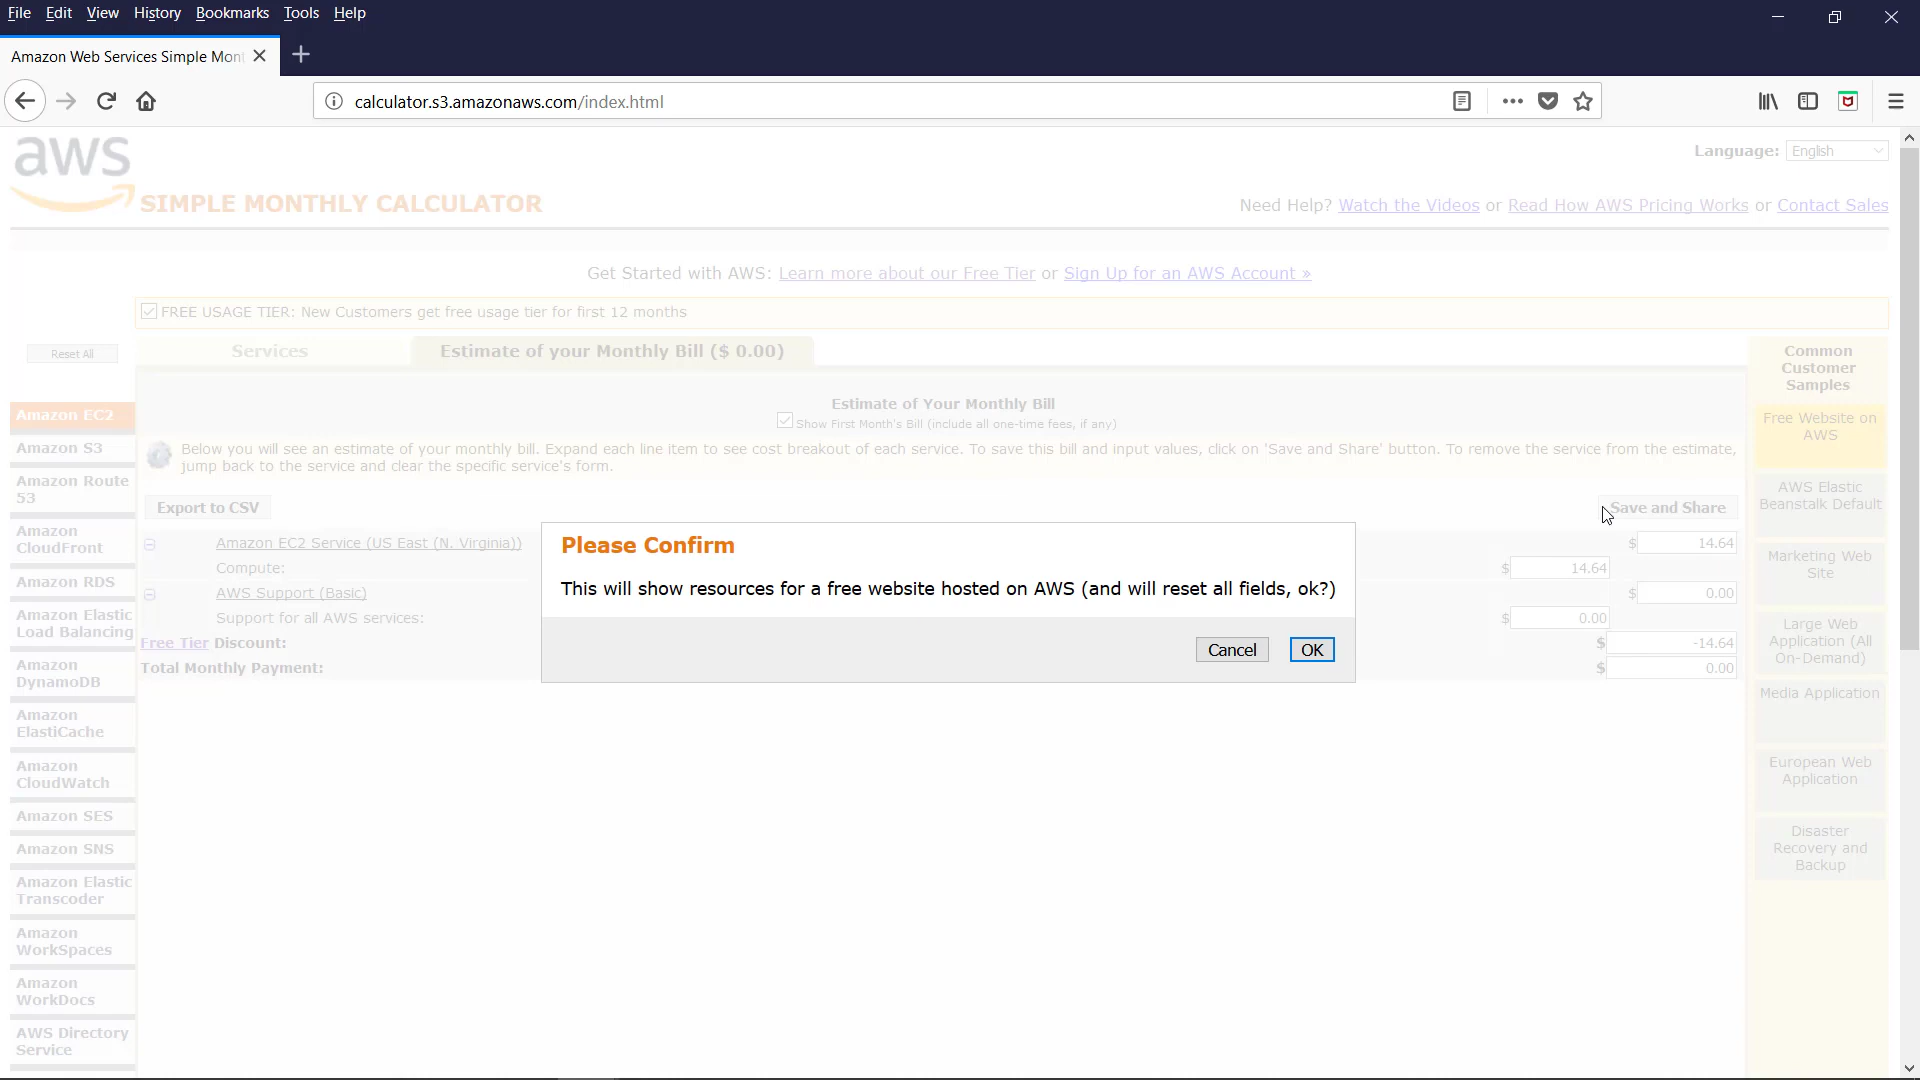 File Edit View History Bookmarks Tools Help
Amazon Web Services Simple Mont
calculator.s3.amazonaws.com/index.html
aws
Language: English
SIMPLE MONTHLY CALCULATOR
Need Help? Watch the Videos or Read How AWS Pricing Works or Contact Sales
Get Started with AWS: Learn more about our Free Tier or Sign Up for an AWS Account »
FREE USAGE TIER: New Customers get free usage tier for first 12 months
Reset All
Services
Estimate of your Monthly Bill ($ 0.00)
Estimate of Your Monthly Bill
Show First Month's Bill (include all one-time fees, if any)
Below you will see an estimate of your monthly bill. Expand each line item to see cost breakout of each service. To save this bill and input values, click on 'Save and Share' button. To remove the service from the estimate,
jump back to the service and clear the specific service's form.
Export to CSV
Save and Share
Amazon EC2 Service (US East (N. Virginia))
$ 14.64
Compute:
$ 14.64
AWS Support (Basic)
$ 0.00
Support for all AWS services:
$ 0.00
Free Tier Discount:
$ -14.64
Total Monthly Payment:
$ 0.00
Please Confirm
This will show resources for a free website hosted on AWS (and will reset all fields, ok?)
Cancel
OK
Amazon EC2
Amazon S3
Amazon Route
53
Amazon
CloudFront
Amazon RDS
Amazon Elastic
Load Balancing
Amazon
DynamoDB
Amazon
ElastiCache
Amazon
CloudWatch
Amazon SES
Amazon SNS
Amazon Elastic
Transcoder
Amazon
WorkSpaces
Amazon
WorkDocs
AWS Directory
Service
Common
Customer
Samples
Free Website on
AWS
AWS Elastic
Beanstalk Default
Marketing Web
Site
Large Web
Application (All
On-Demand)
Media Application
European Web
Application
Disaster
Recovery and
Backup